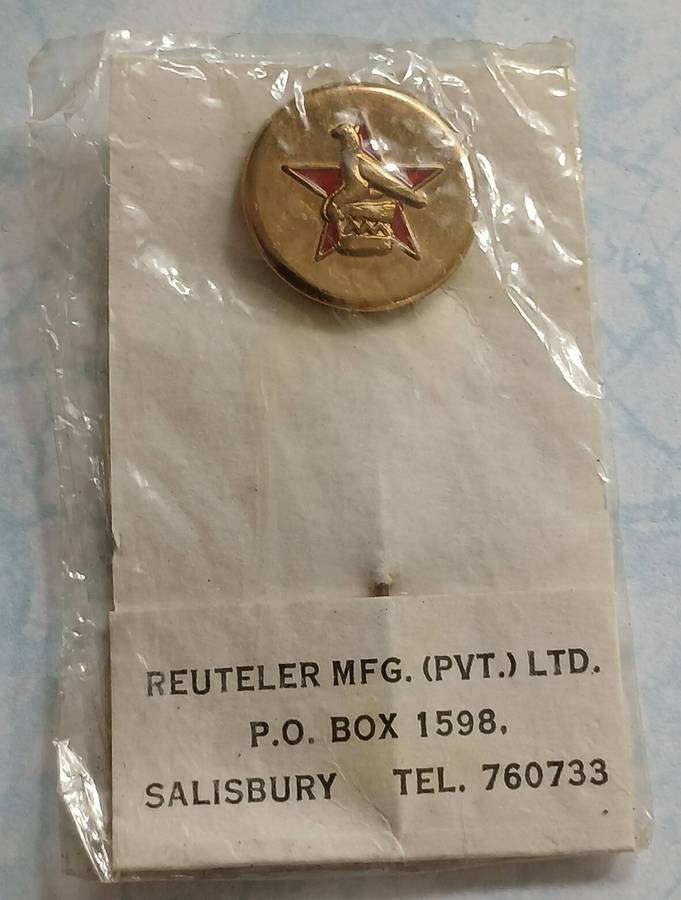 REUTELER MFG. (PVT.) LTD.
P.O. BOX 1598,
SALISBURY TEL. 760733